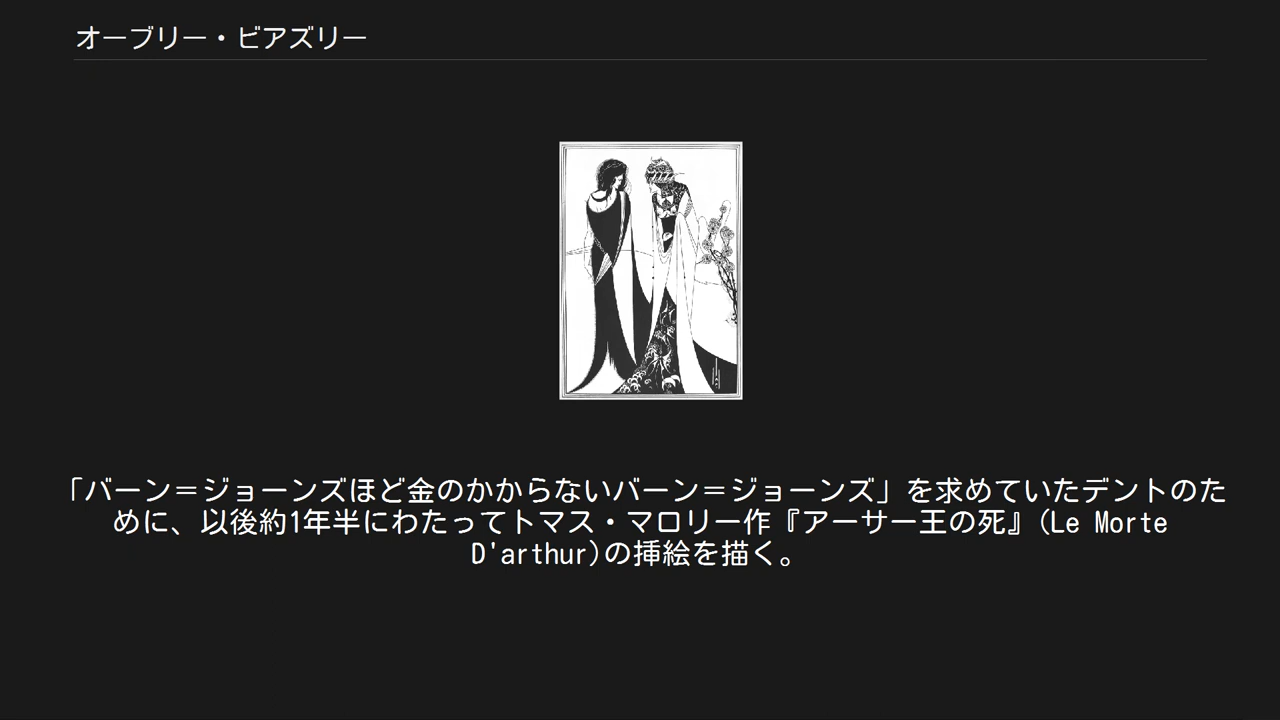 オーブリー・ビアズリー
「バーン＝ジョーンズほど金のかからないバーン＝ジョーンズ」を求めていたデントのた
めに、以後約1年半にわたってトマス・マロリー作『アーサー王の死』(Le Morte
D'arthur)の挿絵を描く。